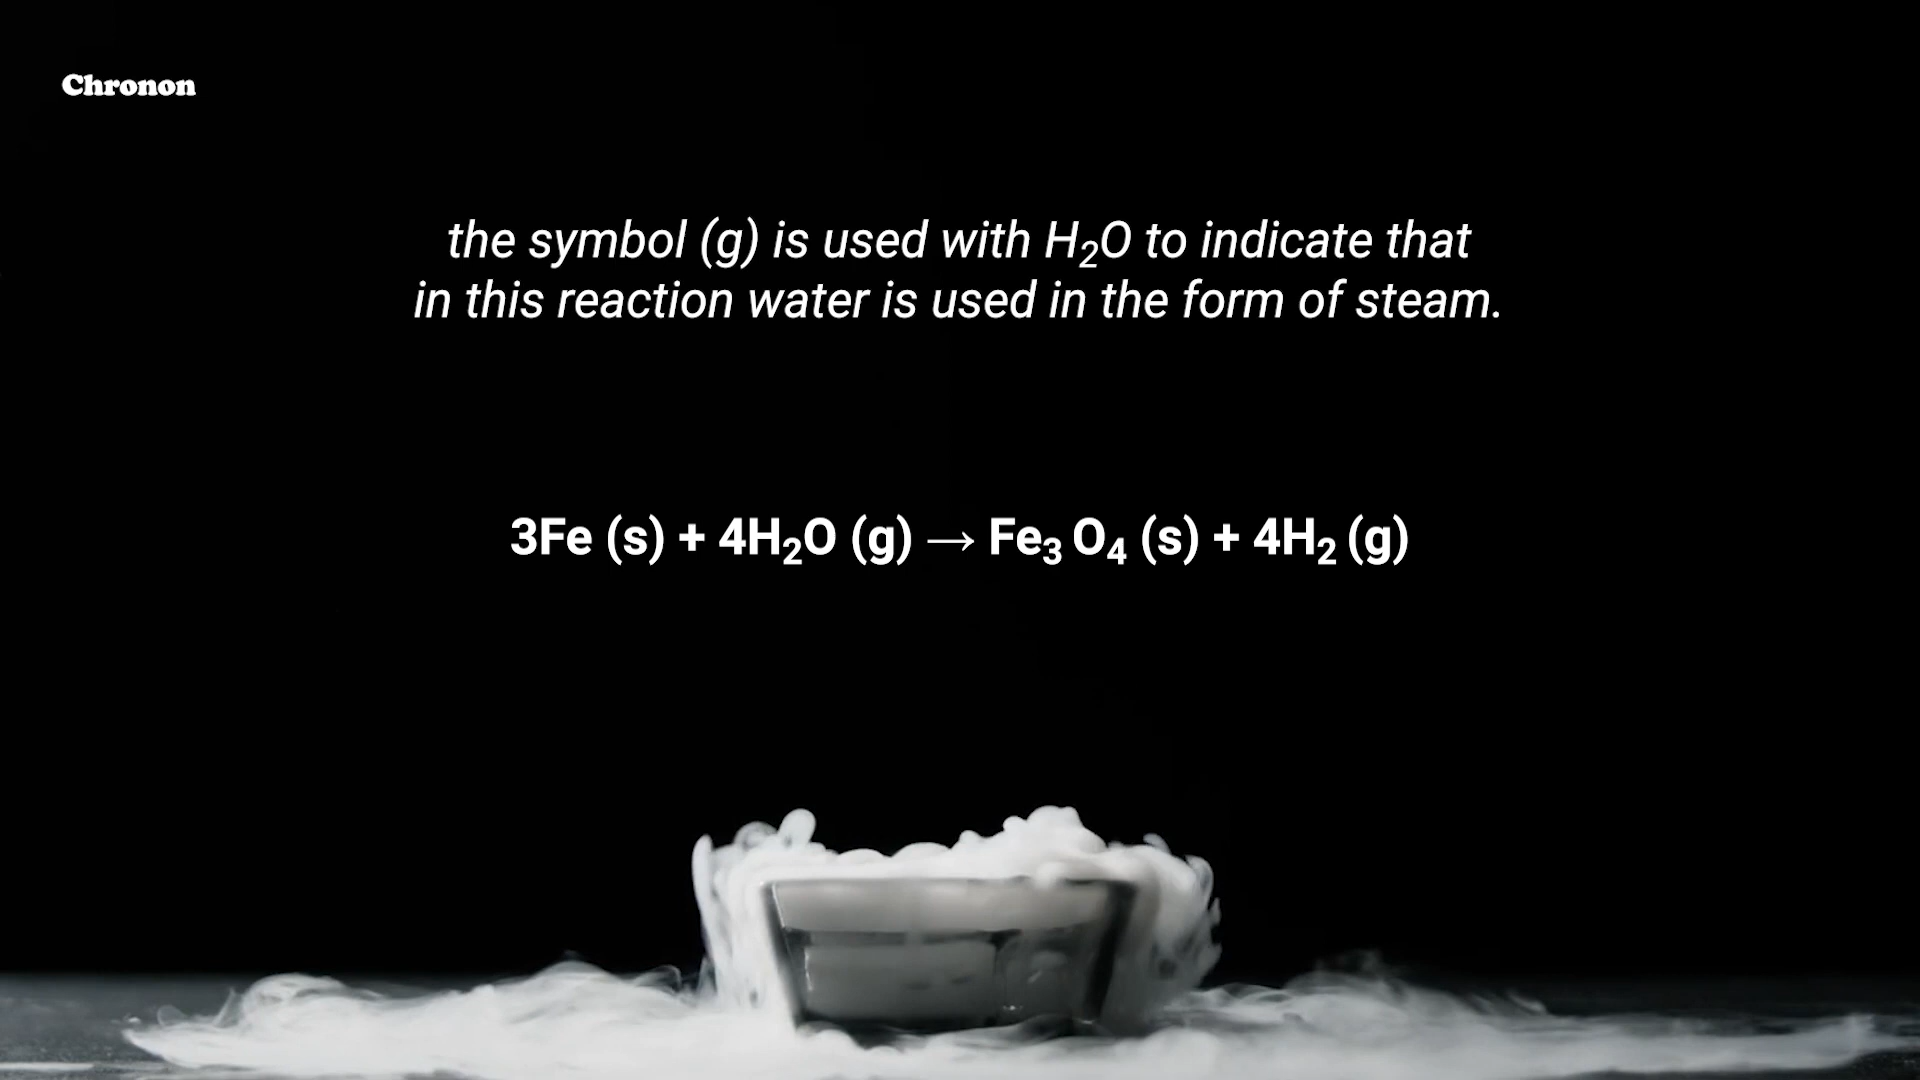 Chronon
the symbol (g) is used with H₂O to indicate that
in this reaction water is used in the form of steam.
3Fe (s) + 4H₂O (g) → Fe₃ O₄ (s) + 4H₂ (g)